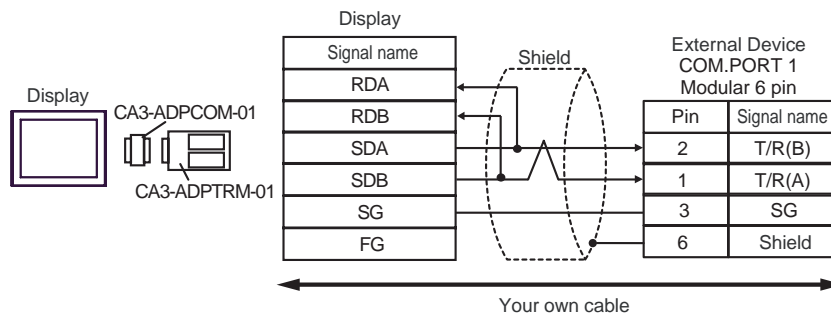 Display
CA3-ADPCOM-01
CA3-ADPTRM-01
Display
Signal name
RDA
RDB
SDA
SDB
SG
FG
Shield
External Device
COM.PORT 1
Modular 6 pin
Pin Signal name
2 T/R(B)
1 T/R(A)
3 SG
6 Shield
Your own cable